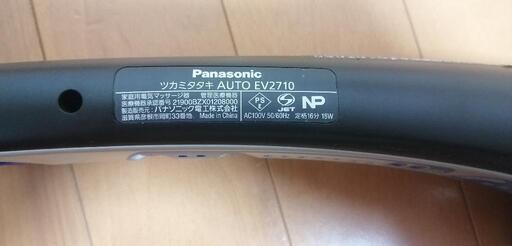 Panasonic
ツカミタタキ AUTO EV2710
家庭用電気マッサージ器 管理医療機器
医療機器承認番号 21900BZX01208000
製造販売元：パナソニック電工株式会社
滋賀県彦根市岡町33番地 Made in China
PS
E
JET
NP
AC100V 50/60Hz 定格16分 18W